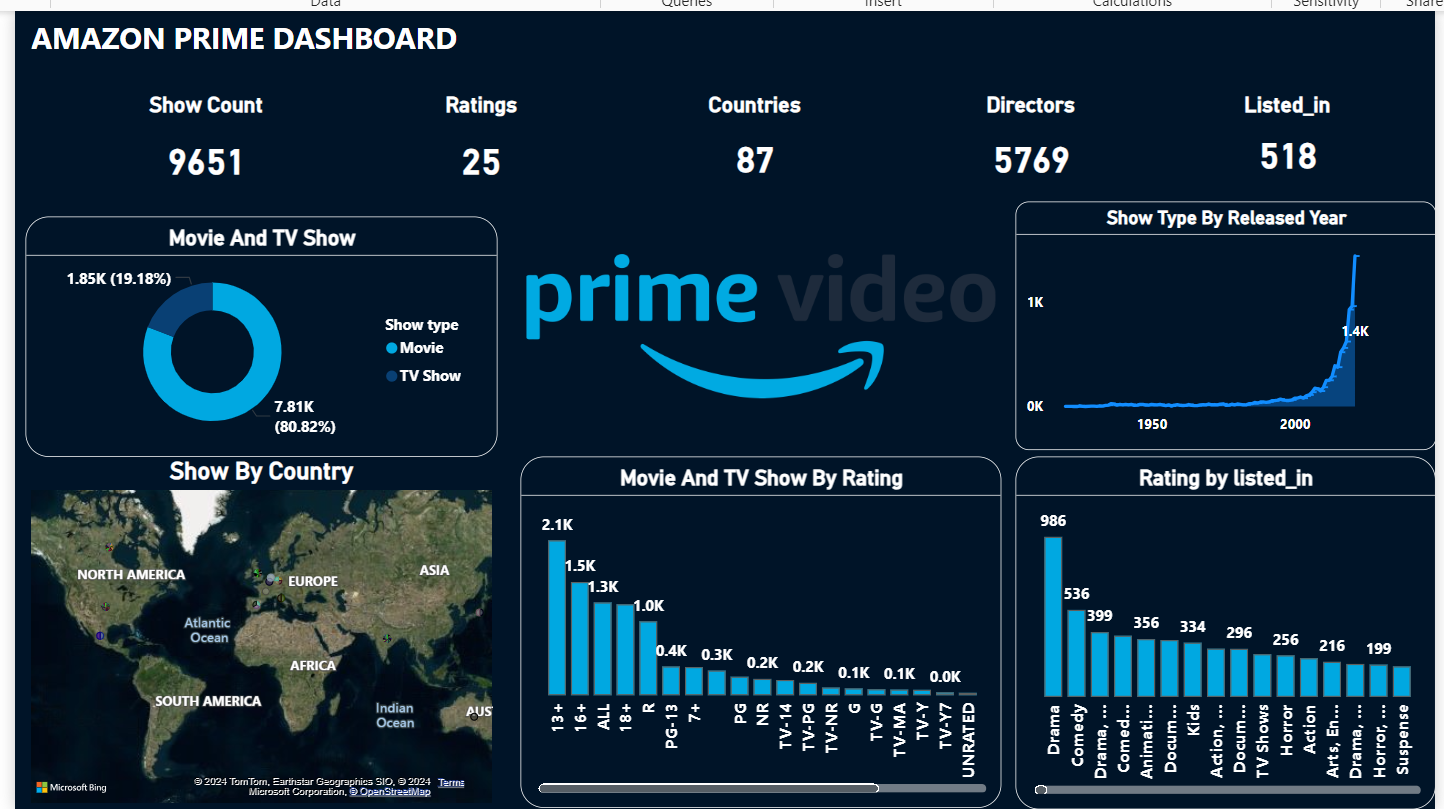 Data Queries Insert Calculations Sensitivity Share
AMAZON PRIME DASHBOARD
Show Count
9651
Ratings
25
Countries
87
Directors
5769
Listed_in
518
Movie And TV Show
1.85K (19.18%)
7.81K
(80.82%)
Show type
Movie
TV Show
prime video
Show Type By Released Year
1K
0K
1.4K
1950
2000
Show By Country
NORTH AMERICA
EUROPE
ASIA
Atlantic
Ocean
AFRICA
SOUTH AMERICA
Indian
Ocean
AUS
Microsoft Bing
© 2024 TomTom, Earthstar Geographics SIO, © 2024
Microsoft Corporation, © OpenStreetMap
Terms
Movie And TV Show By Rating
2.1K
1.5K
1.3K
1.0K
0.4K
0.3K
0.2K
0.2K
0.1K
0.1K
0.0K
13+
16+
ALL
18+
R
PG-13
7+
PG
NR
TV-14
TV-PG
TV-NR
G
TV-G
TV-MA
TV-Y
TV-Y7
UNRATED
Rating by listed_in
986
536
399
356
334
296
256
216
199
Drama
Comedy
Drama, ...
Comed...
Animati...
Docum...
Kids
Action, ...
Docum...
TV Shows
Horror
Action
Arts, En...
Drama, ...
Horror, ...
Suspense